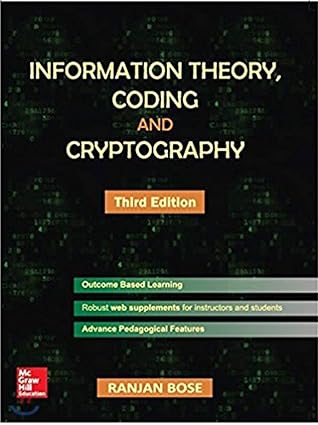 INFORMATION THEORY,
CODING
AND
CRYPTOGRAPHY
Third Edition
Outcome Based Learning
Robust web supplements for instructors and students
Advance Pedagogical Features
Mc
Graw
Hill
Education
RANJAN BOSE